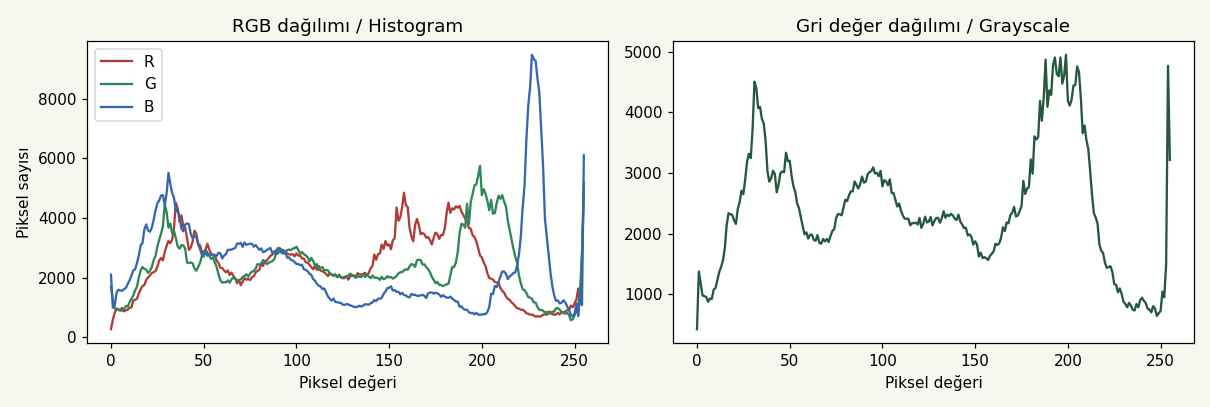 RGB dağılımı / Histogram
R
G
B
Piksel sayısı
8000
6000
4000
2000
0
0 50 100 150 200 250
Piksel değeri
Gri değer dağılımı / Grayscale
5000
4000
3000
2000
1000
0 50 100 150 200 250
Piksel değeri